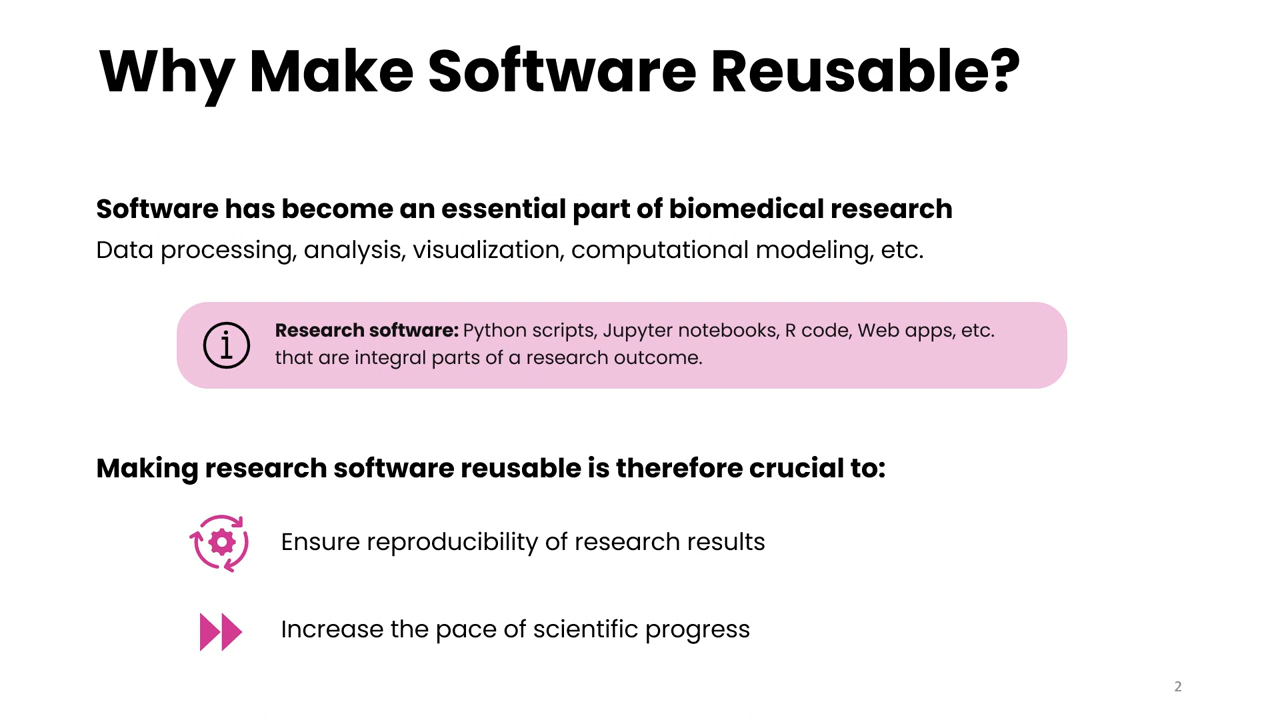 Why Make Software Reusable?
Software has become an essential part of biomedical research
Data processing, analysis, visualization, computational modeling, etc.
Research software: Python scripts, Jupyter notebooks, R code, Web apps, etc.
that are integral parts of a research outcome.
Making research software reusable is therefore crucial to:
Ensure reproducibility of research results
Increase the pace of scientific progress
2